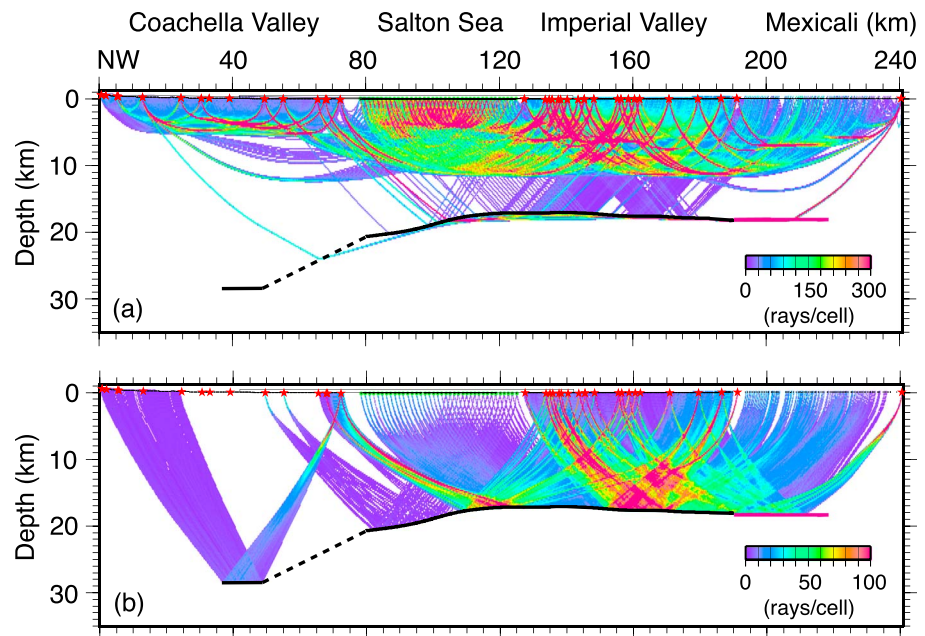 Coachella Valley Salton Sea Imperial Valley Mexicali (km)
NW 40 80 120 160 200 240
0
10
20
30
Depth (km)
(a)
0 150 300
(rays/cell)
0
10
20
30
Depth (km)
(b)
0 50 100
(rays/cell)